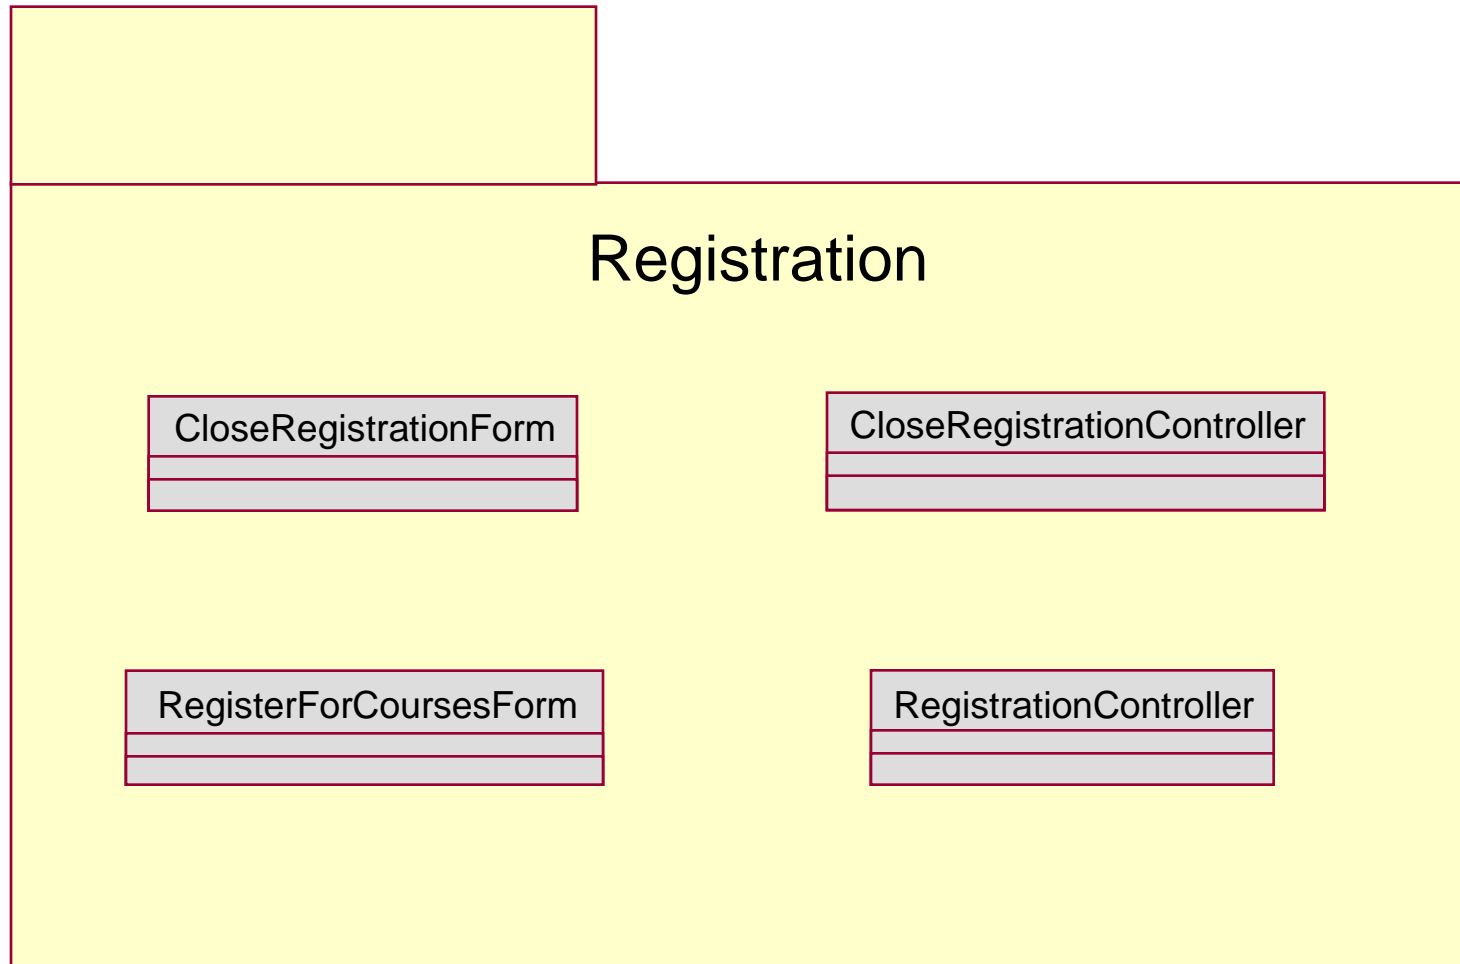 Registration
CloseRegistrationForm
CloseRegistrationController
RegisterForCoursesForm
RegistrationController